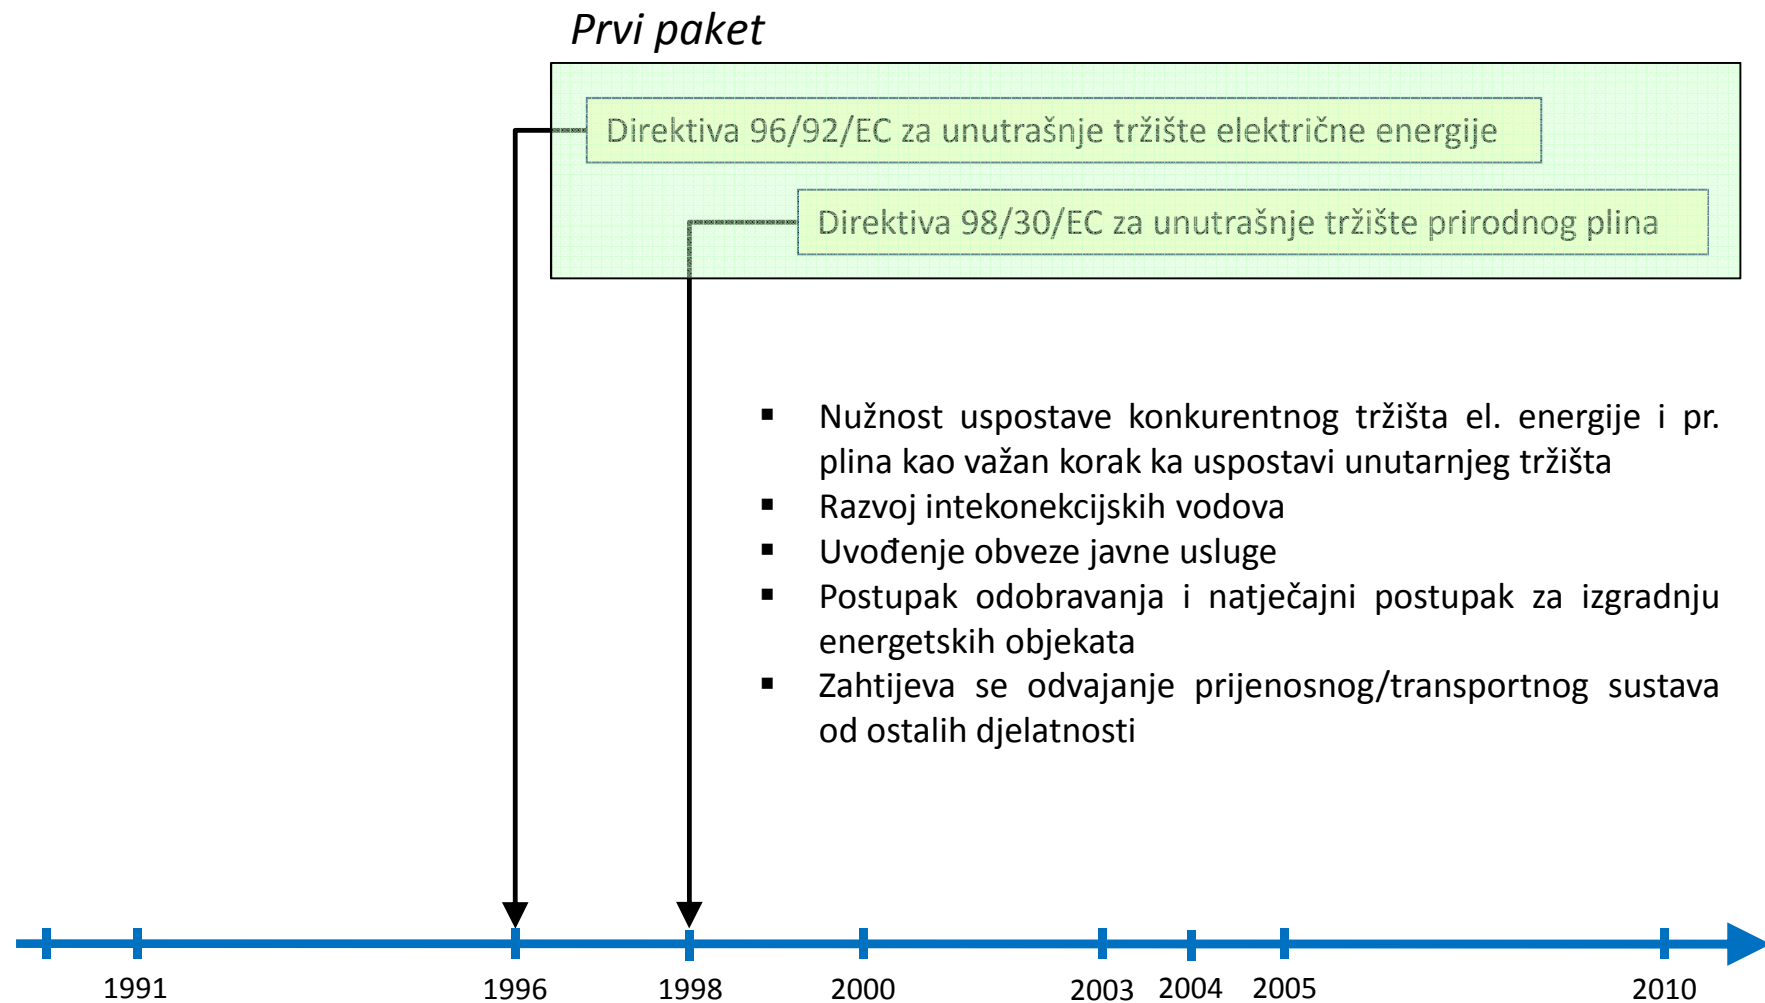 Prvi paket
Direktiva 96/92/EC za unutrašnje tržište električne energije
Direktiva 98/30/EC za unutrašnje tržište prirodnog plina
▪ Nužnost uspostave konkurentnog tržišta el. energije i pr.
plina kao važan korak ka uspostavi unutarnjeg tržišta
▪ Razvoj intekonekcijskih vodova
▪ Uvođenje obveze javne usluge
▪ Postupak odobravanja i natječajni postupak za izgradnju
energetskih objekata
▪ Zahtijeva se odvajanje prijenosnog/transportnog sustava
od ostalih djelatnosti
1991 1996 1998 2000 2003 2004 2005 2010